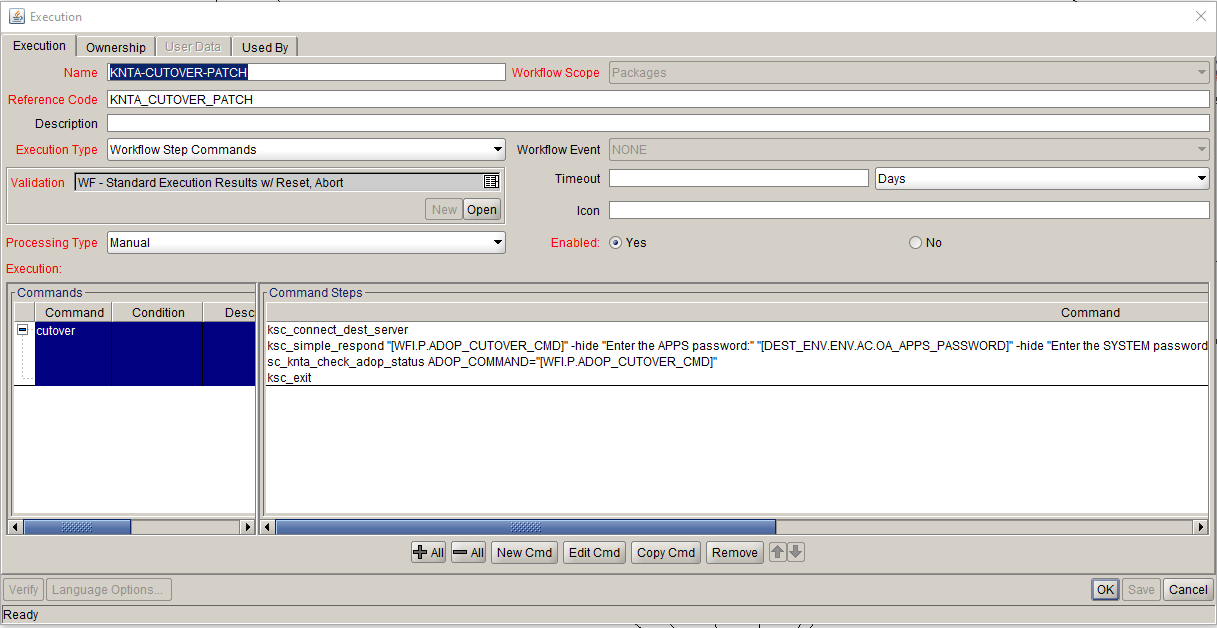 Execution
Execution Ownership User Data Used By
Name KNTA-CUTOVER-PATCH Workflow Scope Packages
Reference Code KNTA_CUTOVER_PATCH
Description
Execution Type Workflow Step Commands Workflow Event NONE
Validation WF - Standard Execution Results w/ Reset, Abort Timeout Days
New Open Icon
Processing Type Manual Enabled: Yes No
Execution:
Commands Command Steps
Command Condition Desc Command
cutover ksc_connect_dest_server
ksc_simple_respond "[WFI.P.ADOP_CUTOVER_CMD]" -hide "Enter the APPS password:" "[DEST_ENV.ENV.AC.OA_APPS_PASSWORD]" -hide "Enter the SYSTEM password
sc_knta_check_adop_status ADOP_COMMAND="[WFI.P.ADOP_CUTOVER_CMD]"
ksc_exit
All All New Cmd Edit Cmd Copy Cmd Remove
Verify Language Options... OK Save Cancel
Ready